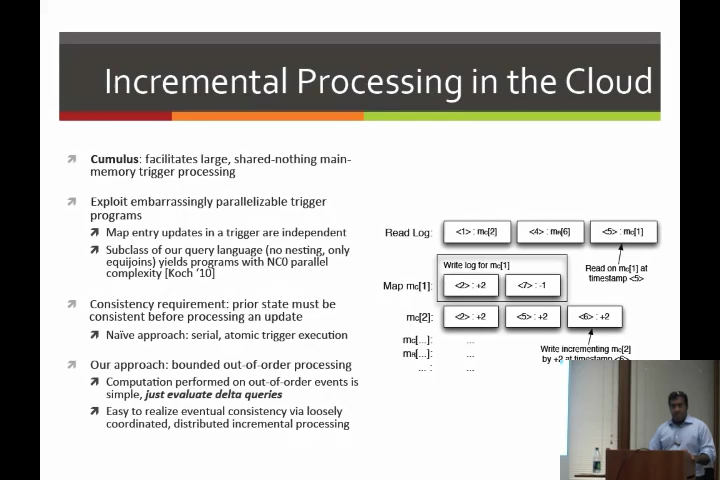 Incremental Processing in the Cloud
Cumulus: facilitates large, shared-nothing main-
memory trigger processing
Exploit embarrassingly parallelizable trigger
programs
Map entry updates in a trigger are independent
Subclass of our query language (no nesting, only
equijoins) yields programs with NC0 parallel
complexity [Koch '10]
Consistency requirement: prior state must be
consistent before processing an update
Naïve approach: serial, atomic trigger execution
Our approach: bounded out-of-order processing
Computation performed on out-of-order events is
simple, just evaluate delta queries
Easy to realize eventual consistency via loosely
coordinated, distributed incremental processing
Read Log: <1> : mc[2] <4> : mR[6] <5> : mc[1]
Write log for mc[1]
Read on mc[1] at
timestamp <5>
Map mc[1]: <2> : +2 <7> : -1
mc[2]: <2> : +2 <5> : +2 <6> : +2
mc[...]: ...
mR[...]: ...
... : ...
Write incrementing mc[2]
by +2 at timestamp <6>